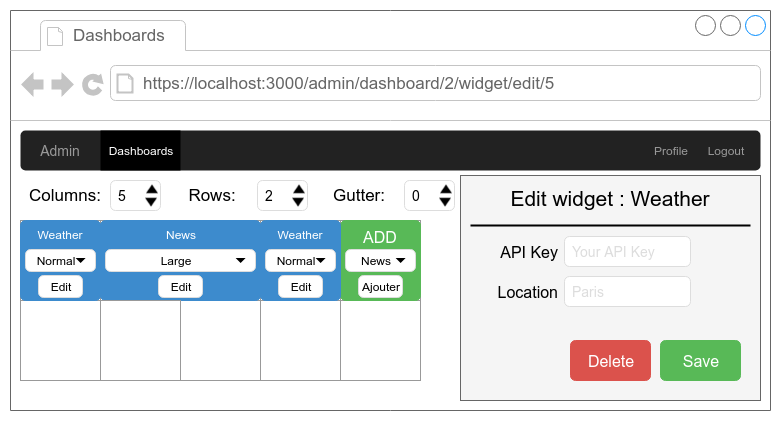 Dashboards
https://localhost:3000/admin/dashboard/2/widget/edit/5
Admin Dashboards Profile Logout
Columns: 5 Rows: 2 Gutter: 0
Weather News Weather ADD
Normal Large Normal News
Edit Edit Edit Ajouter
Edit widget : Weather
API Key Your API Key
Location Paris
Delete Save